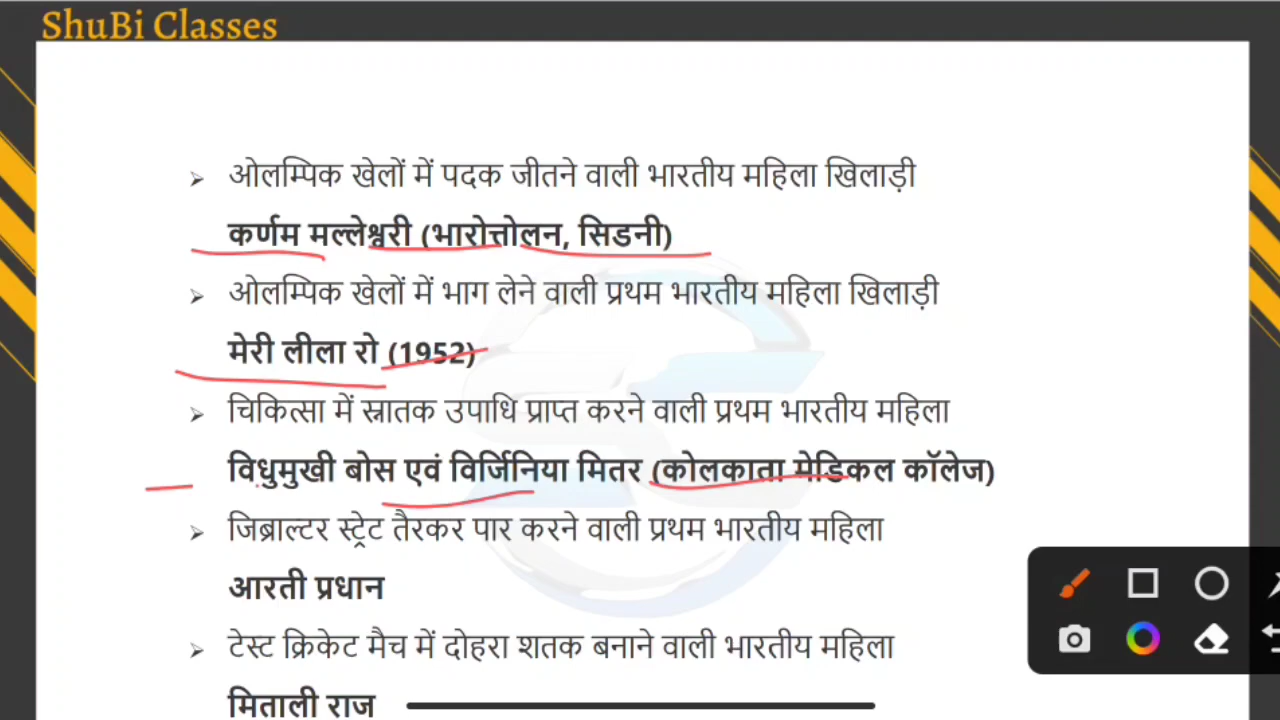 ShuBi Classes
ओलम्पिक खेलों में पदक जीतने वाली भारतीय महिला खिलाड़ी
कर्णम मल्लेश्वरी (भारोत्तोलन, सिडनी)
ओलम्पिक खेलों में भाग लेने वाली प्रथम भारतीय महिला खिलाड़ी
मेरी लीला रो (1952)
चिकित्सा में स्नातक उपाधि प्राप्त करने वाली प्रथम भारतीय महिला
विधुमुखी बोस एवं विर्जिनिया मितर (कोलकाता मेडिकल कॉलेज)
जिब्राल्टर स्ट्रेट तैरकर पार करने वाली प्रथम भारतीय महिला
आरती प्रधान
टेस्ट क्रिकेट मैच में दोहरा शतक बनाने वाली भारतीय महिला
मिताली राज